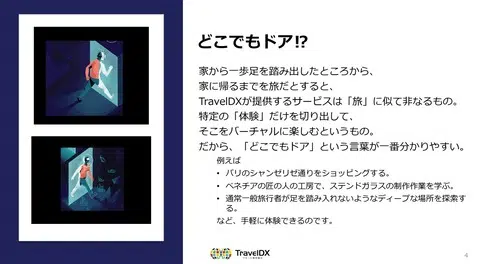 どこでもドア!?
家から一歩足を踏み出したところから、
家に帰るまでを旅だとすると、
TravelDXが提供するサービスは「旅」に似て非なるもの。
特定の「体験」だけを切り出して、
そこをバーチャルに楽しむというもの。
だから、「どこでもドア」という言葉が一番分かりやすい。
例えば
• パリのシャンゼリゼ通りをショッピングする。
• ベネチアの匠の人の工房で、ステンドガラスの制作作業を学ぶ。
• 通常一般旅行者が足を踏み入れないようなディープな場所を探索す
る。
など、手軽に体験できるのです。
TravelDX
4